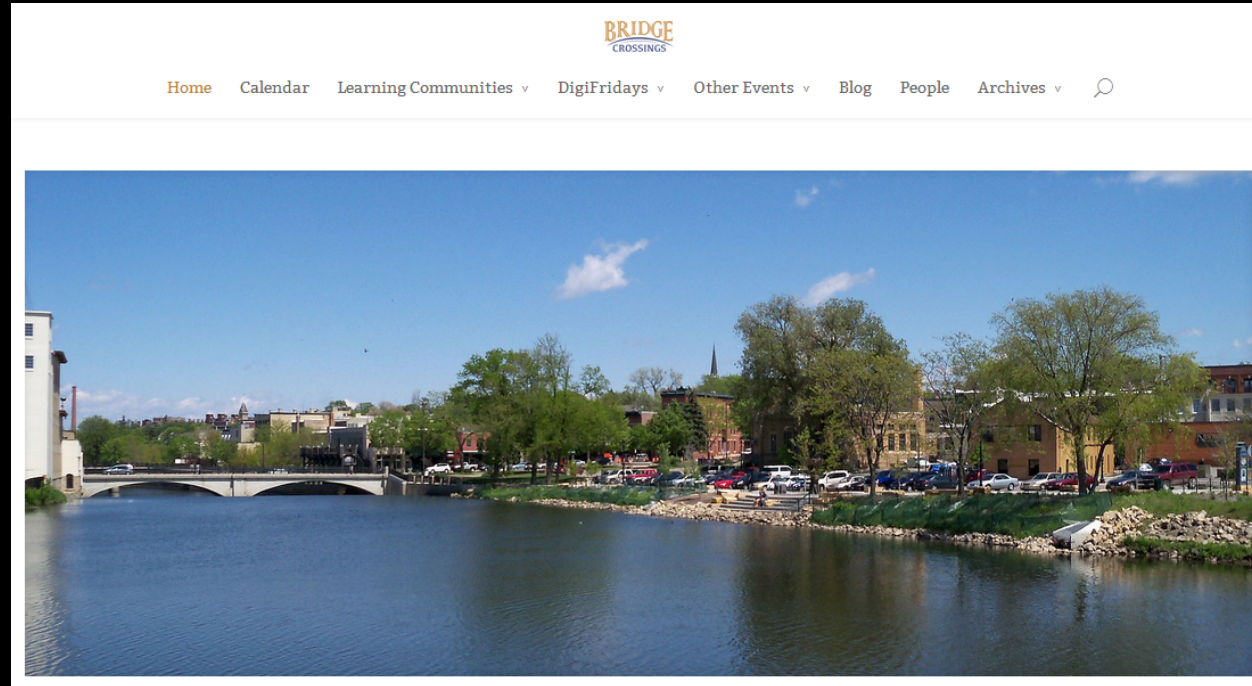 BRIDGE
CROSSINGS
Home Calendar Learning Communities v DigiFridays v Other Events v Blog People Archives v